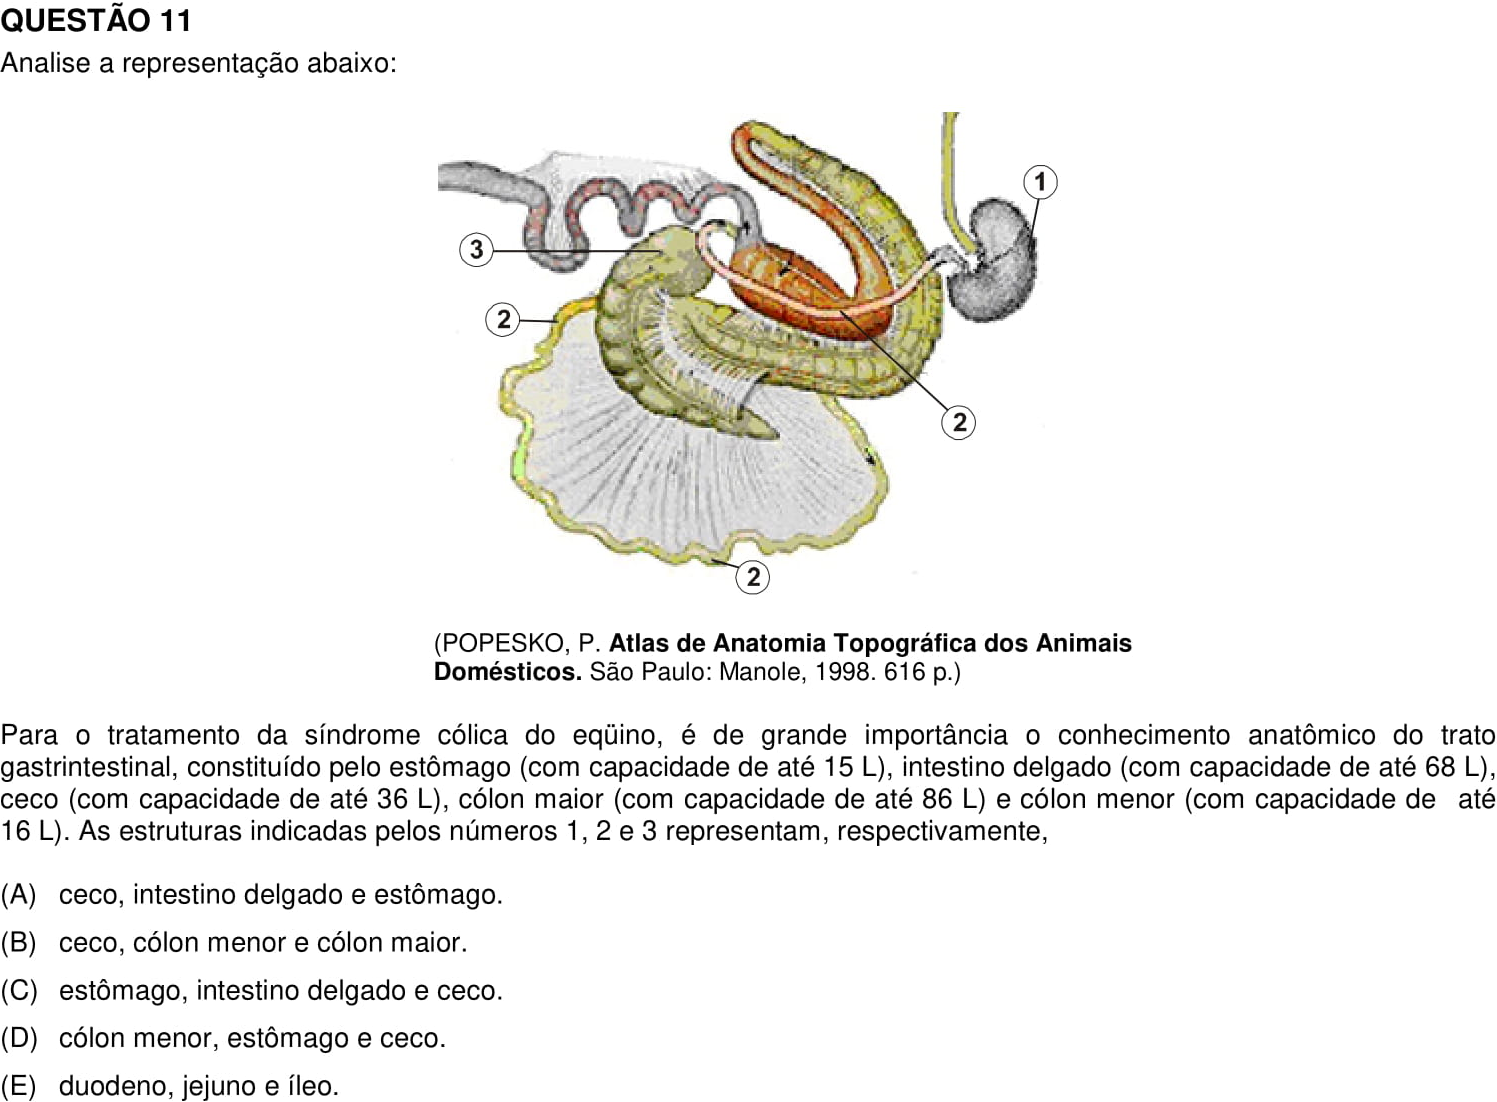 QUESTÃO 11
Analise a representação abaixo:
1
3
2
2
2
(POPESKO, P. Atlas de Anatomia Topográfica dos Animais
Domésticos. São Paulo: Manole, 1998. 616 p.)
Para o tratamento da síndrome cólica do eqüino, é de grande importância o conhecimento anatômico do trato
gastrintestinal, constituído pelo estômago (com capacidade de até 15 L), intestino delgado (com capacidade de até 68 L),
ceco (com capacidade de até 36 L), cólon maior (com capacidade de até 86 L) e cólon menor (com capacidade de até
16 L). As estruturas indicadas pelos números 1, 2 e 3 representam, respectivamente,
(A) ceco, intestino delgado e estômago.
(B) ceco, cólon menor e cólon maior.
(C) estômago, intestino delgado e ceco.
(D) cólon menor, estômago e ceco.
(E) duodeno, jejuno e íleo.